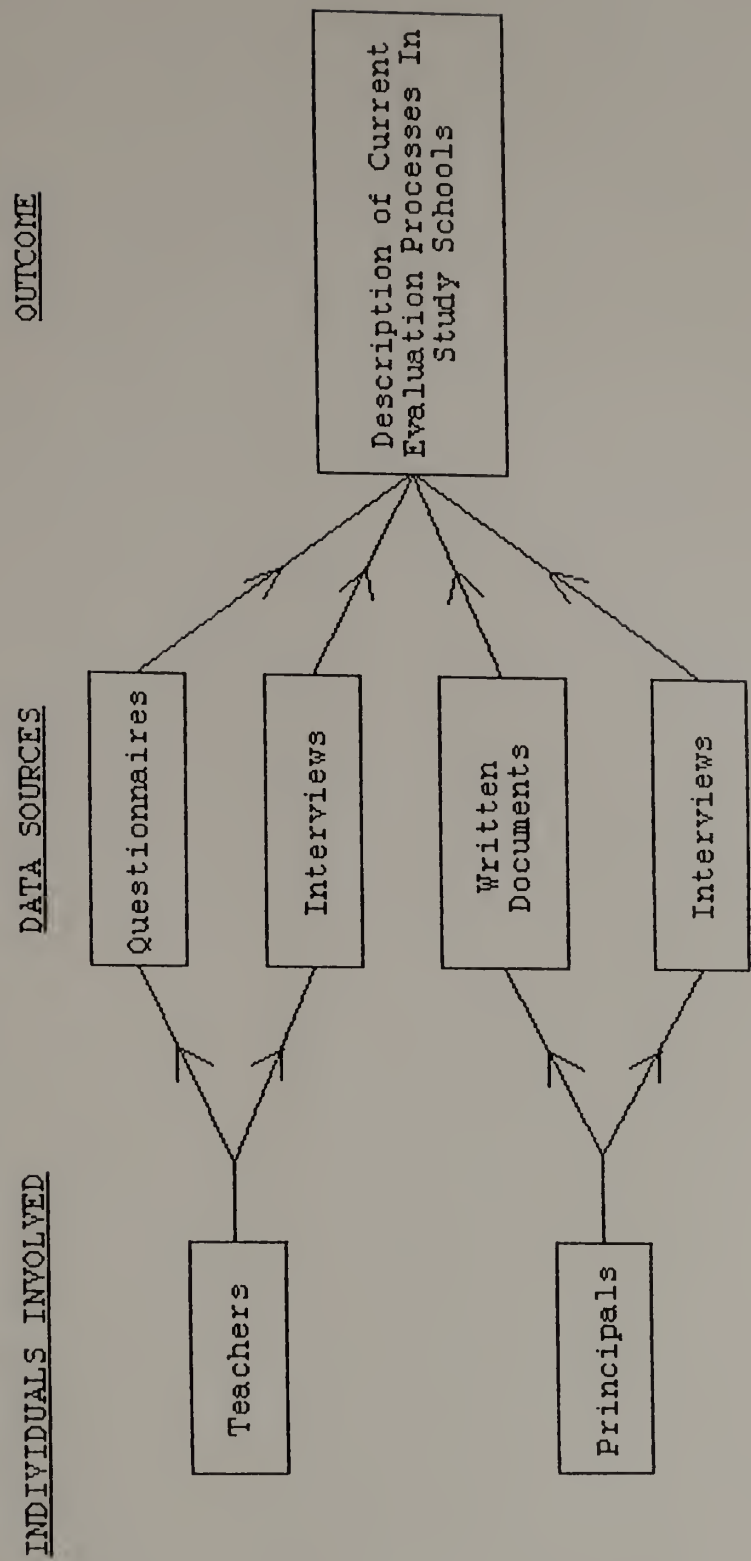 INDIVIDUALS INVOLVED
DATA SOURCES
OUTCOME
Teachers
Questionnaires
Interviews
Principals
Written
Documents
Interviews
Description of Current
Evaluation Processes In
Study Schools